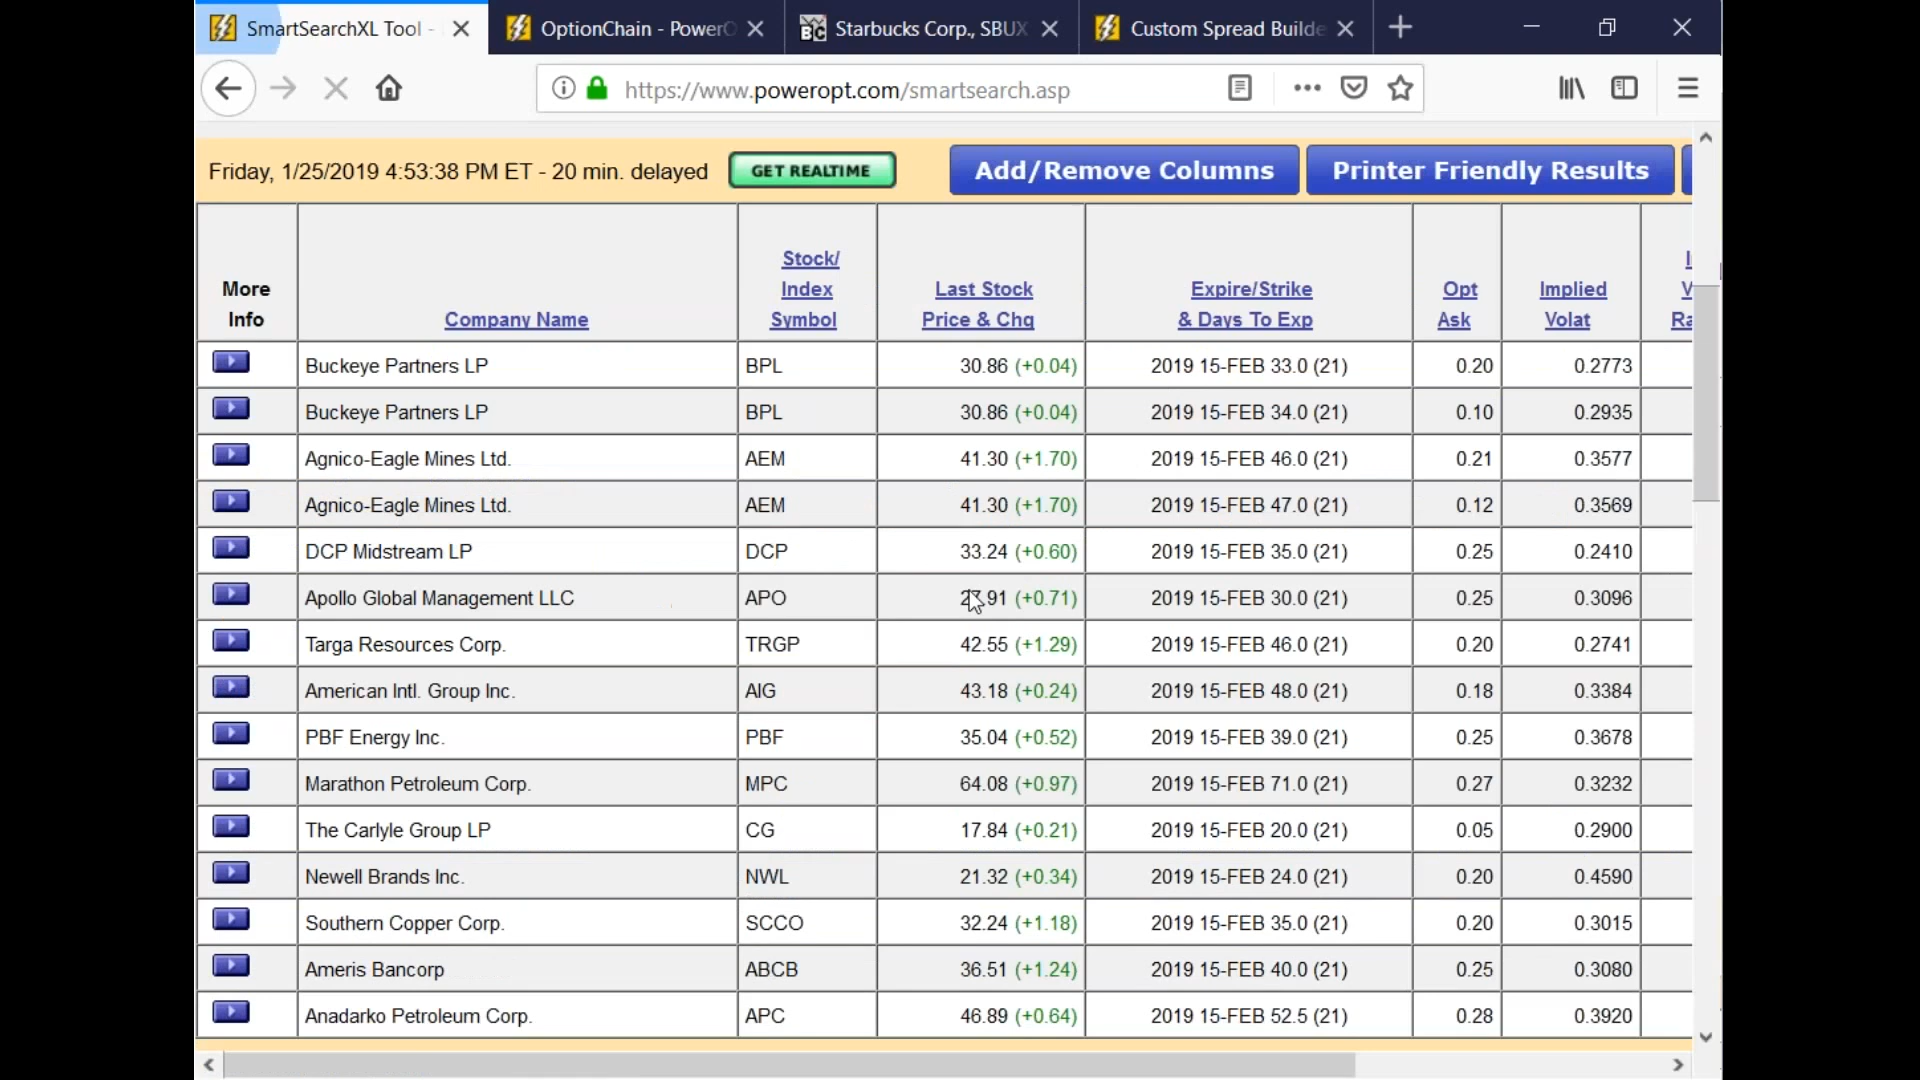 SmartSearchXL Tool -
OptionChain - PowerO
Starbucks Corp., SBUX
Custom Spread Builde
https://www.poweropt.com/smartsearch.asp
Friday, 1/25/2019 4:53:38 PM ET - 20 min. delayed GET REALTIME Add/Remove Columns Printer Friendly Results
More Info Company Name Stock/ Index Symbol Last Stock Price & Chg Expire/Strike & Days To Exp Opt Ask Implied Volat
Buckeye Partners LP BPL 30.86 (+0.04) 2019 15-FEB 33.0 (21) 0.20 0.2773
Buckeye Partners LP BPL 30.86 (+0.04) 2019 15-FEB 34.0 (21) 0.10 0.2935
Agnico-Eagle Mines Ltd. AEM 41.30 (+1.70) 2019 15-FEB 46.0 (21) 0.21 0.3577
Agnico-Eagle Mines Ltd. AEM 41.30 (+1.70) 2019 15-FEB 47.0 (21) 0.12 0.3569
DCP Midstream LP DCP 33.24 (+0.60) 2019 15-FEB 35.0 (21) 0.25 0.2410
Apollo Global Management LLC APO (+0.71) 2019 15-FEB 30.0 (21) 0.25 0.3096
Targa Resources Corp. TRGP 42.55 (+1.29) 2019 15-FEB 46.0 (21) 0.20 0.2741
American Intl. Group Inc. AIG 43.18 (+0.24) 2019 15-FEB 48.0 (21) 0.18 0.3384
PBF Energy Inc. PBF 35.04 (+0.52) 2019 15-FEB 39.0 (21) 0.25 0.3678
Marathon Petroleum Corp. MPC 64.08 (+0.97) 2019 15-FEB 71.0 (21) 0.27 0.3232
The Carlyle Group LP CG 17.84 (+0.21) 2019 15-FEB 20.0 (21) 0.05 0.2900
Newell Brands Inc. NWL 21.32 (+0.34) 2019 15-FEB 24.0 (21) 0.20 0.4590
Southern Copper Corp. SCCO 32.24 (+1.18) 2019 15-FEB 35.0 (21) 0.20 0.3015
Ameris Bancorp ABCB 36.51 (+1.24) 2019 15-FEB 40.0 (21) 0.25 0.3080
Anadarko Petroleum Corp. APC 46.89 (+0.64) 2019 15-FEB 52.5 (21) 0.28 0.3920